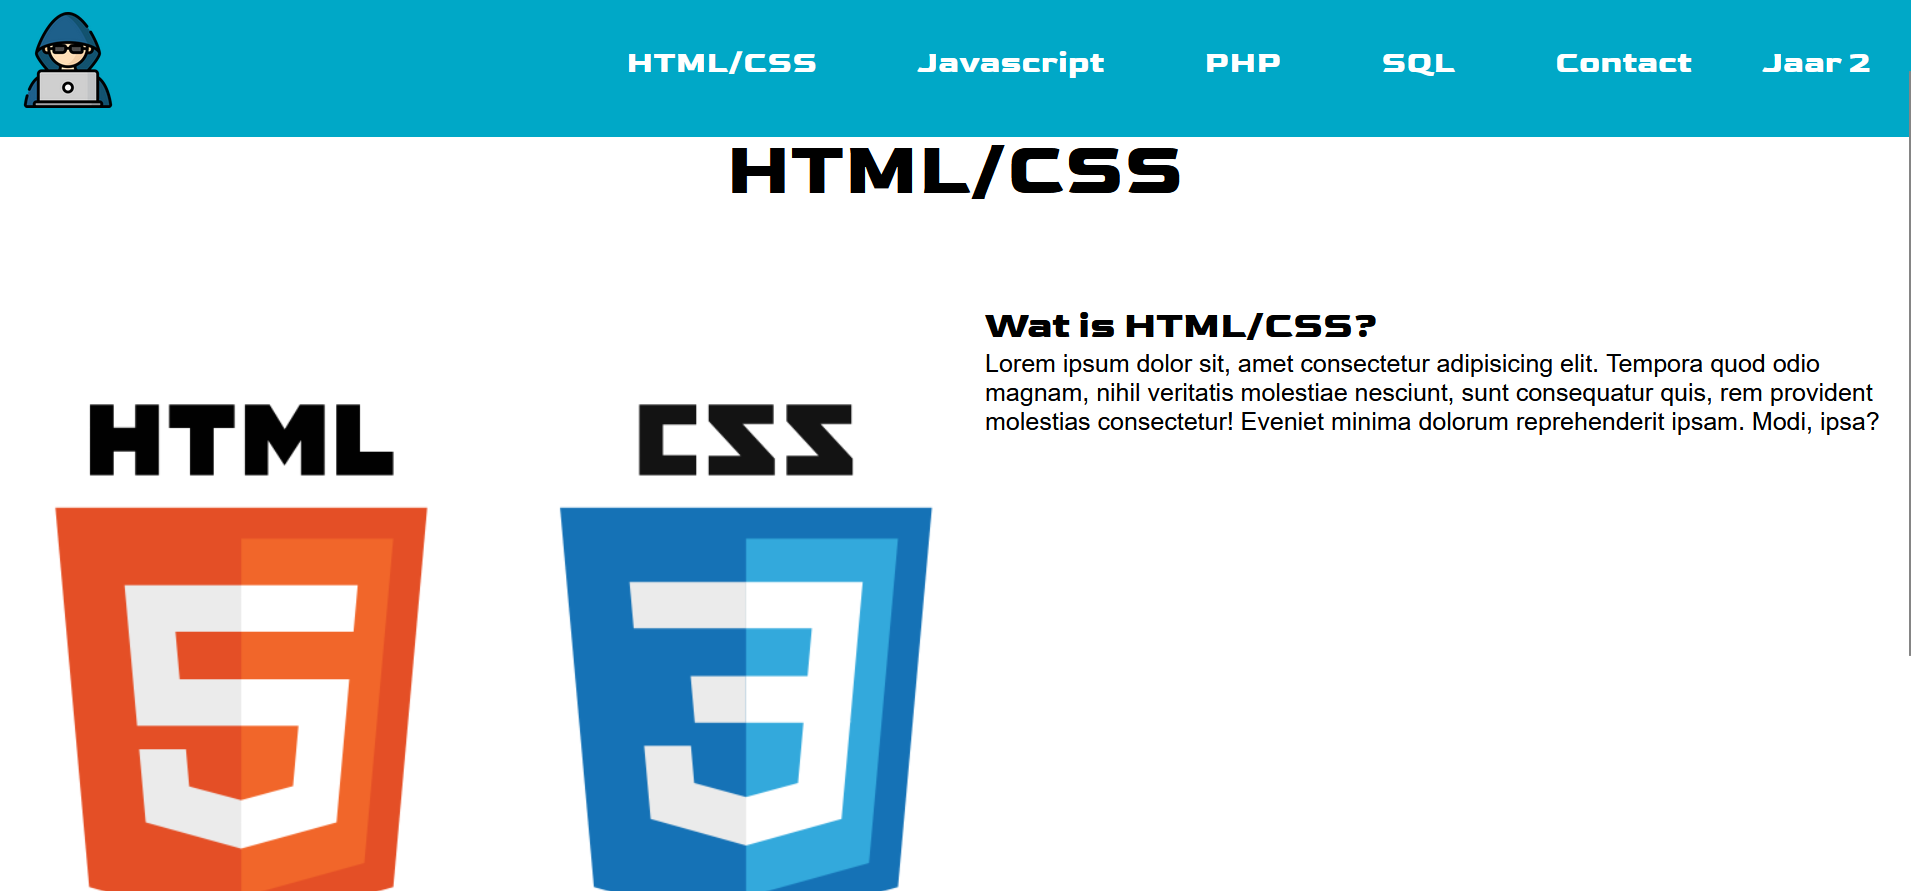 HTML/CSS Javascript PHP SQL Contact Jaar 2
HTML/CSS
HTML CSS
5 3
Wat is HTML/CSS?
Lorem ipsum dolor sit, amet consectetur adipisicing elit. Tempora quod odio
magnam, nihil veritatis molestiae nesciunt, sunt consequatur quis, rem provident
molestias consectetur! Eveniet minima dolorum reprehenderit ipsam. Modi, ipsa?